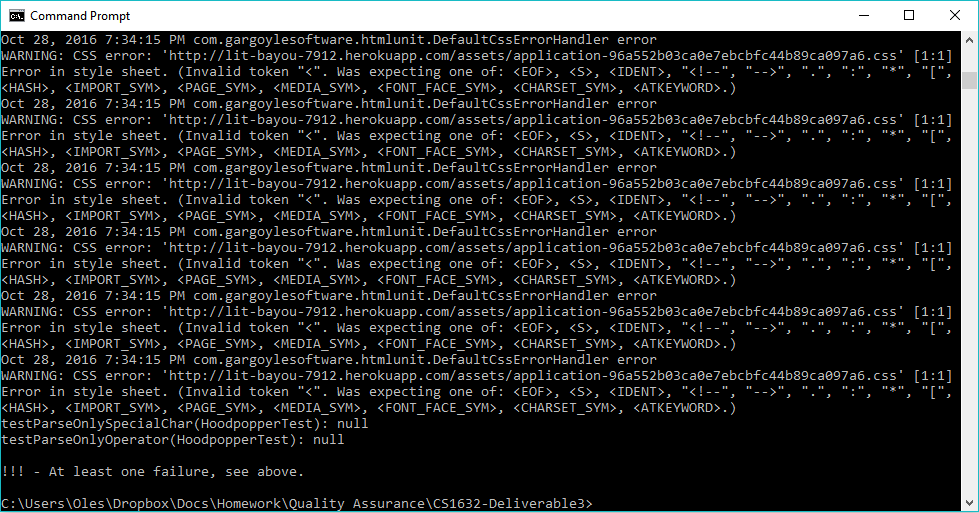 Command Prompt
Oct 28, 2016 7:34:15 PM com.gargoylesoftware.htmlunit.DefaultCssErrorHandler error
WARNING: CSS error: 'http://lit-bayou-7912.herokuapp.com/assets/application-96a552b03ca0e7ebcbfc44b89ca097a6.css' [1:1]
Error in style sheet. (Invalid token "<". Was expecting one of: <EOF>, <S>, <IDENT>, "<!--", "-->", ".", ":", "*", "[",
<HASH>, <IMPORT_SYM>, <PAGE_SYM>, <MEDIA_SYM>, <FONT_FACE_SYM>, <CHARSET_SYM>, <ATKEYWORD>.)
Oct 28, 2016 7:34:15 PM com.gargoylesoftware.htmlunit.DefaultCssErrorHandler error
WARNING: CSS error: 'http://lit-bayou-7912.herokuapp.com/assets/application-96a552b03ca0e7ebcbfc44b89ca097a6.css' [1:1]
Error in style sheet. (Invalid token "<". Was expecting one of: <EOF>, <S>, <IDENT>, "<!--", "-->", ".", ":", "*", "[",
<HASH>, <IMPORT_SYM>, <PAGE_SYM>, <MEDIA_SYM>, <FONT_FACE_SYM>, <CHARSET_SYM>, <ATKEYWORD>.)
Oct 28, 2016 7:34:15 PM com.gargoylesoftware.htmlunit.DefaultCssErrorHandler error
WARNING: CSS error: 'http://lit-bayou-7912.herokuapp.com/assets/application-96a552b03ca0e7ebcbfc44b89ca097a6.css' [1:1]
Error in style sheet. (Invalid token "<". Was expecting one of: <EOF>, <S>, <IDENT>, "<!--", "-->", ".", ":", "*", "[",
<HASH>, <IMPORT_SYM>, <PAGE_SYM>, <MEDIA_SYM>, <FONT_FACE_SYM>, <CHARSET_SYM>, <ATKEYWORD>.)
Oct 28, 2016 7:34:15 PM com.gargoylesoftware.htmlunit.DefaultCssErrorHandler error
WARNING: CSS error: 'http://lit-bayou-7912.herokuapp.com/assets/application-96a552b03ca0e7ebcbfc44b89ca097a6.css' [1:1]
Error in style sheet. (Invalid token "<". Was expecting one of: <EOF>, <S>, <IDENT>, "<!--", "-->", ".", ":", "*", "[",
<HASH>, <IMPORT_SYM>, <PAGE_SYM>, <MEDIA_SYM>, <FONT_FACE_SYM>, <CHARSET_SYM>, <ATKEYWORD>.)
Oct 28, 2016 7:34:15 PM com.gargoylesoftware.htmlunit.DefaultCssErrorHandler error
WARNING: CSS error: 'http://lit-bayou-7912.herokuapp.com/assets/application-96a552b03ca0e7ebcbfc44b89ca097a6.css' [1:1]
Error in style sheet. (Invalid token "<". Was expecting one of: <EOF>, <S>, <IDENT>, "<!--", "-->", ".", ":", "*", "[",
<HASH>, <IMPORT_SYM>, <PAGE_SYM>, <MEDIA_SYM>, <FONT_FACE_SYM>, <CHARSET_SYM>, <ATKEYWORD>.)
Oct 28, 2016 7:34:15 PM com.gargoylesoftware.htmlunit.DefaultCssErrorHandler error
WARNING: CSS error: 'http://lit-bayou-7912.herokuapp.com/assets/application-96a552b03ca0e7ebcbfc44b89ca097a6.css' [1:1]
Error in style sheet. (Invalid token "<". Was expecting one of: <EOF>, <S>, <IDENT>, "<!--", "-->", ".", ":", "*", "[",
<HASH>, <IMPORT_SYM>, <PAGE_SYM>, <MEDIA_SYM>, <FONT_FACE_SYM>, <CHARSET_SYM>, <ATKEYWORD>.)
testParseOnlySpecialChar(HoodpopperTest): null
testParseOnlyOperator(HoodpopperTest): null
!!! - At least one failure, see above.
C:\Users\Oles\Dropbox\Docs\Homework\Quality Assurance\CS1632-Deliverable3>